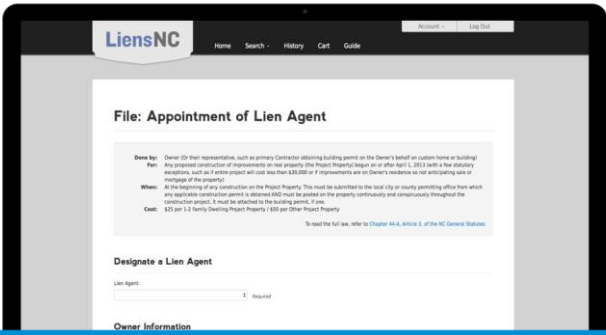 Account Log Out
LiensNC
Home Search History Cart Guide
File: Appointment of Lien Agent
Done by: Owner (Or their representative, such as primary Contractor obtaining building permit on the Owner's behalf on custom home or building)
For: Any proposed construction of improvements on real property (the Project Property) begun on or after April 1, 2013 (with a few statutory
exceptions, such as if entire project will cost less than $30,000 or if improvements are on Owner's residence so not anticipating sale or
mortgage of the property)
When: At the beginning of any construction on the Project Property. This must be submitted to the local city or county permitting office from which
any applicable construction permit is obtained AND must be posted on the property continuously and conspicuously throughout the
construction project. It must be attached to the building permit, if one.
Cost: $25 per 1-2 Family Dwelling Project Property / $50 per Other Project Property
To read the full law, refer to Chapter 44-A, Article 2, of the NC General Statutes
Designate a Lien Agent
Lien Agent:
Required
Owner Information